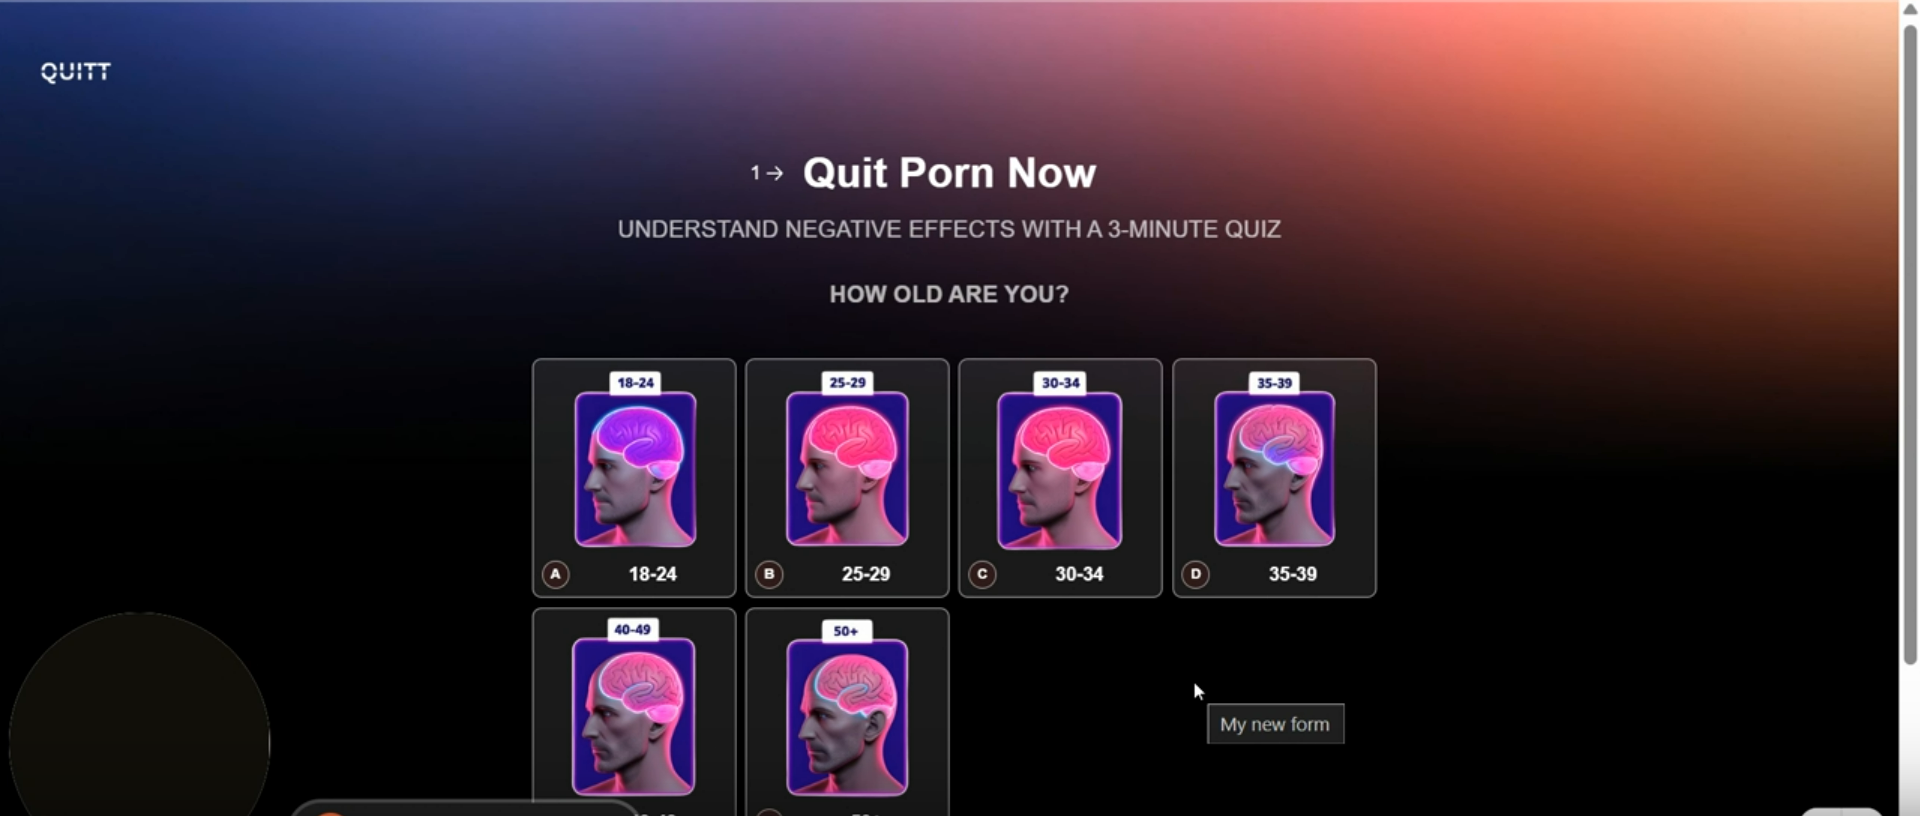 QUITT
1→ Quit Porn Now
UNDERSTAND NEGATIVE EFFECTS WITH A 3-MINUTE QUIZ
HOW OLD ARE YOU?
18-24 25-29 30-34 35-39
A 18-24 B 25-29 C 30-34 D 35-39
40-49 50+
My new form